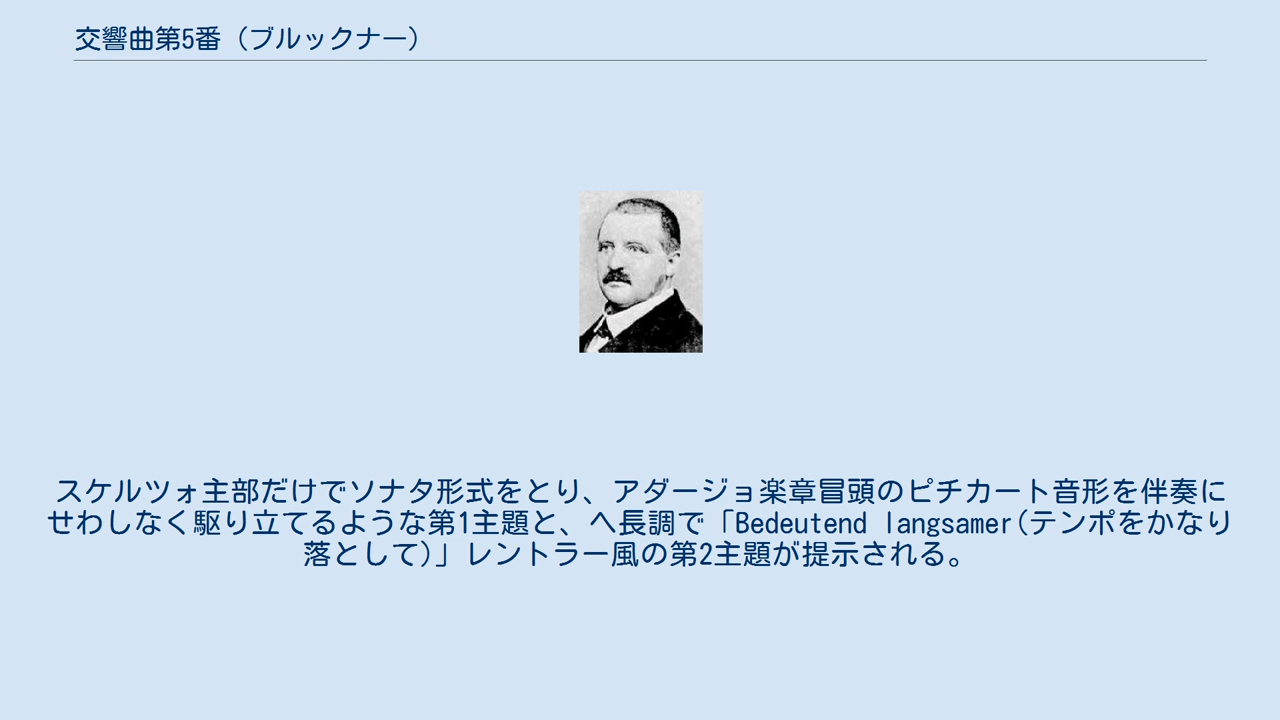 交響曲第5番（ブルックナー）
スケルツォ主部だけでソナタ形式をとり、アダージョ楽章冒頭のピチカート音形を伴奏に
せわしなく駆り立てるような第1主題と、ヘ長調で「Bedeutend langsamer(テンポをかなり
落として)」レントラー風の第2主題が提示される。